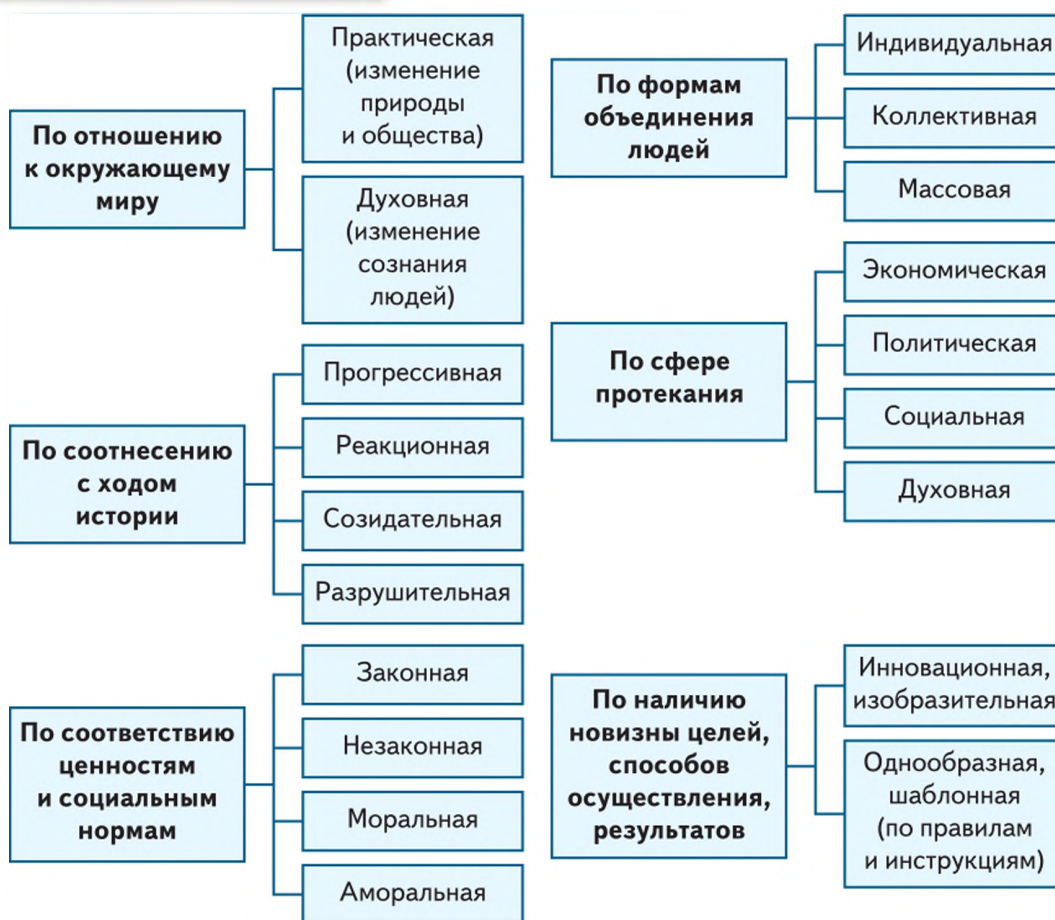 По отношению
к окружающему
миру
Практическая
(изменение
природы
и общества)
Духовная
(изменение
сознания
людей)
По соотнесению
с ходом
истории
Прогрессивная
Реакционная
Созидательная
Разрушительная
По соответствию
ценностям
и социальным
нормам
Законная
Незаконная
Моральная
Аморальная
По формам
объединения
людей
Индивидуальная
Коллективная
Массовая
По сфере
протекания
Экономическая
Политическая
Социальная
Духовная
По наличию
новизны целей,
способов
осуществления,
результатов
Инновационная,
изобразительная
Однообразная,
шаблонная
(по правилам
и инструкциям)